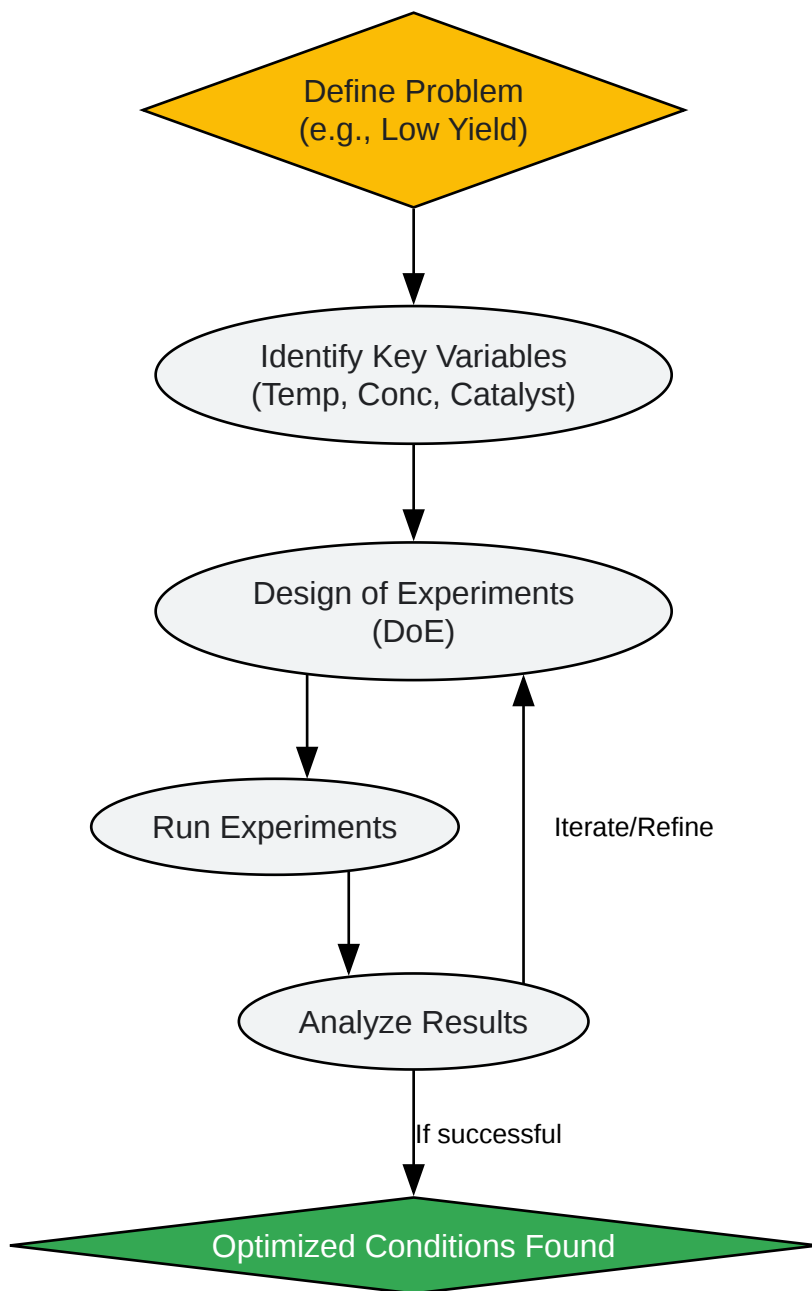 Define Problem
(e.g., Low Yield)
Identify Key Variables
(Temp, Conc, Catalyst)
Design of Experiments
(DoE)
Run Experiments
Iterate/Refine
Analyze Results
If successful
Optimized Conditions Found